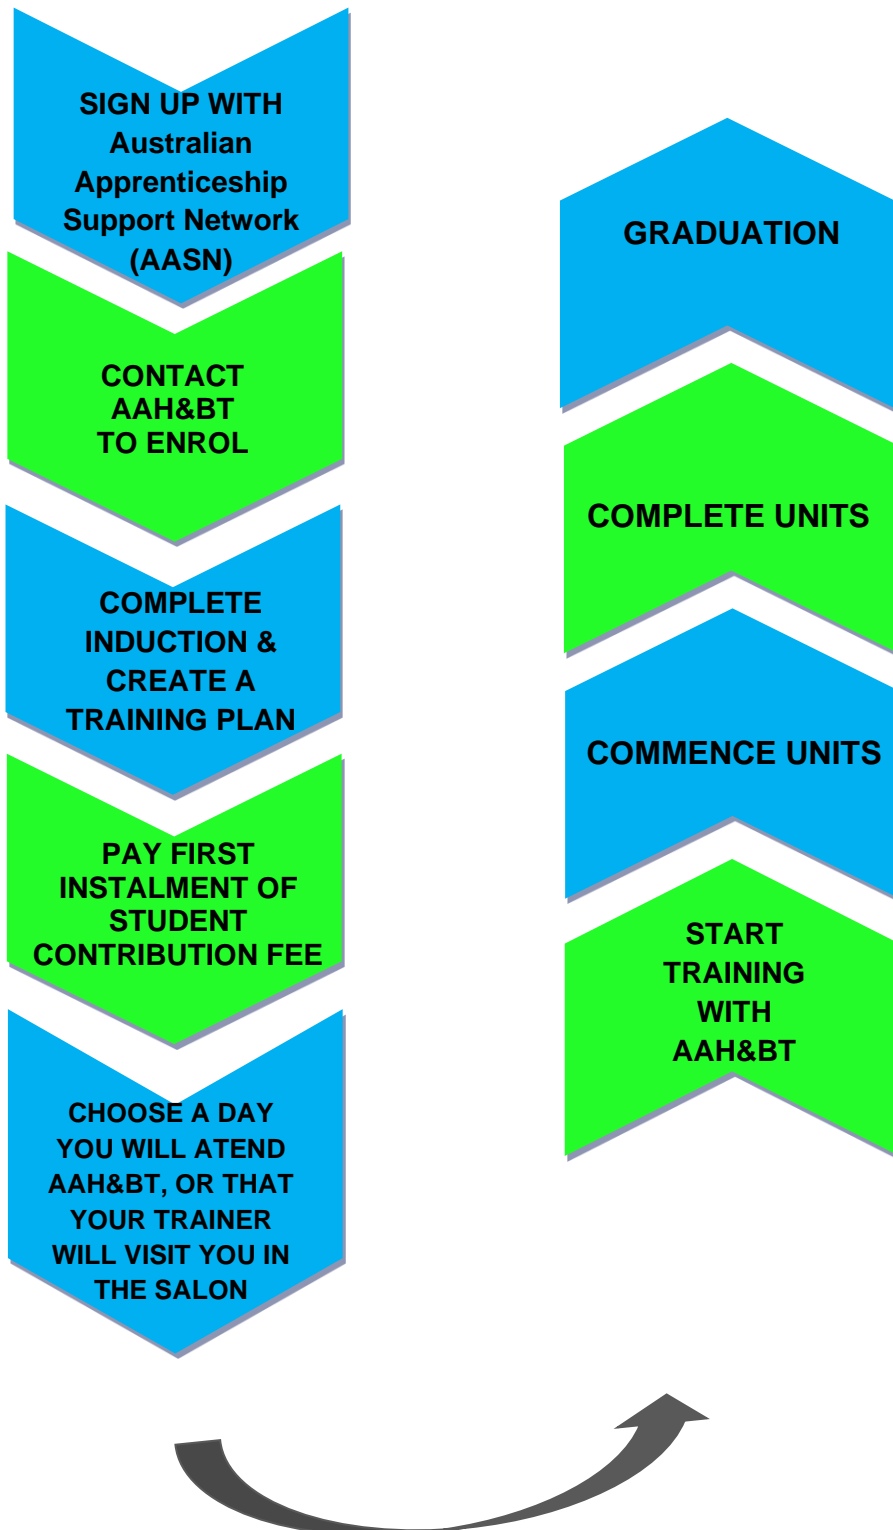 SIGN UP WITH
Australian
Apprenticeship
Support Network
(AASN)
CONTACT
AAH&BT
TO ENROL
COMPLETE
INDUCTION &
CREATE A
TRAINING PLAN
PAY FIRST
INSTALMENT OF
STUDENT
CONTRIBUTION FEE
CHOOSE A DAY
YOU WILL ATEND
AAH&BT, OR THAT
YOUR TRAINER
WILL VISIT YOU IN
THE SALON
START
TRAINING
WITH
AAH&BT
COMMENCE UNITS
COMPLETE UNITS
GRADUATION